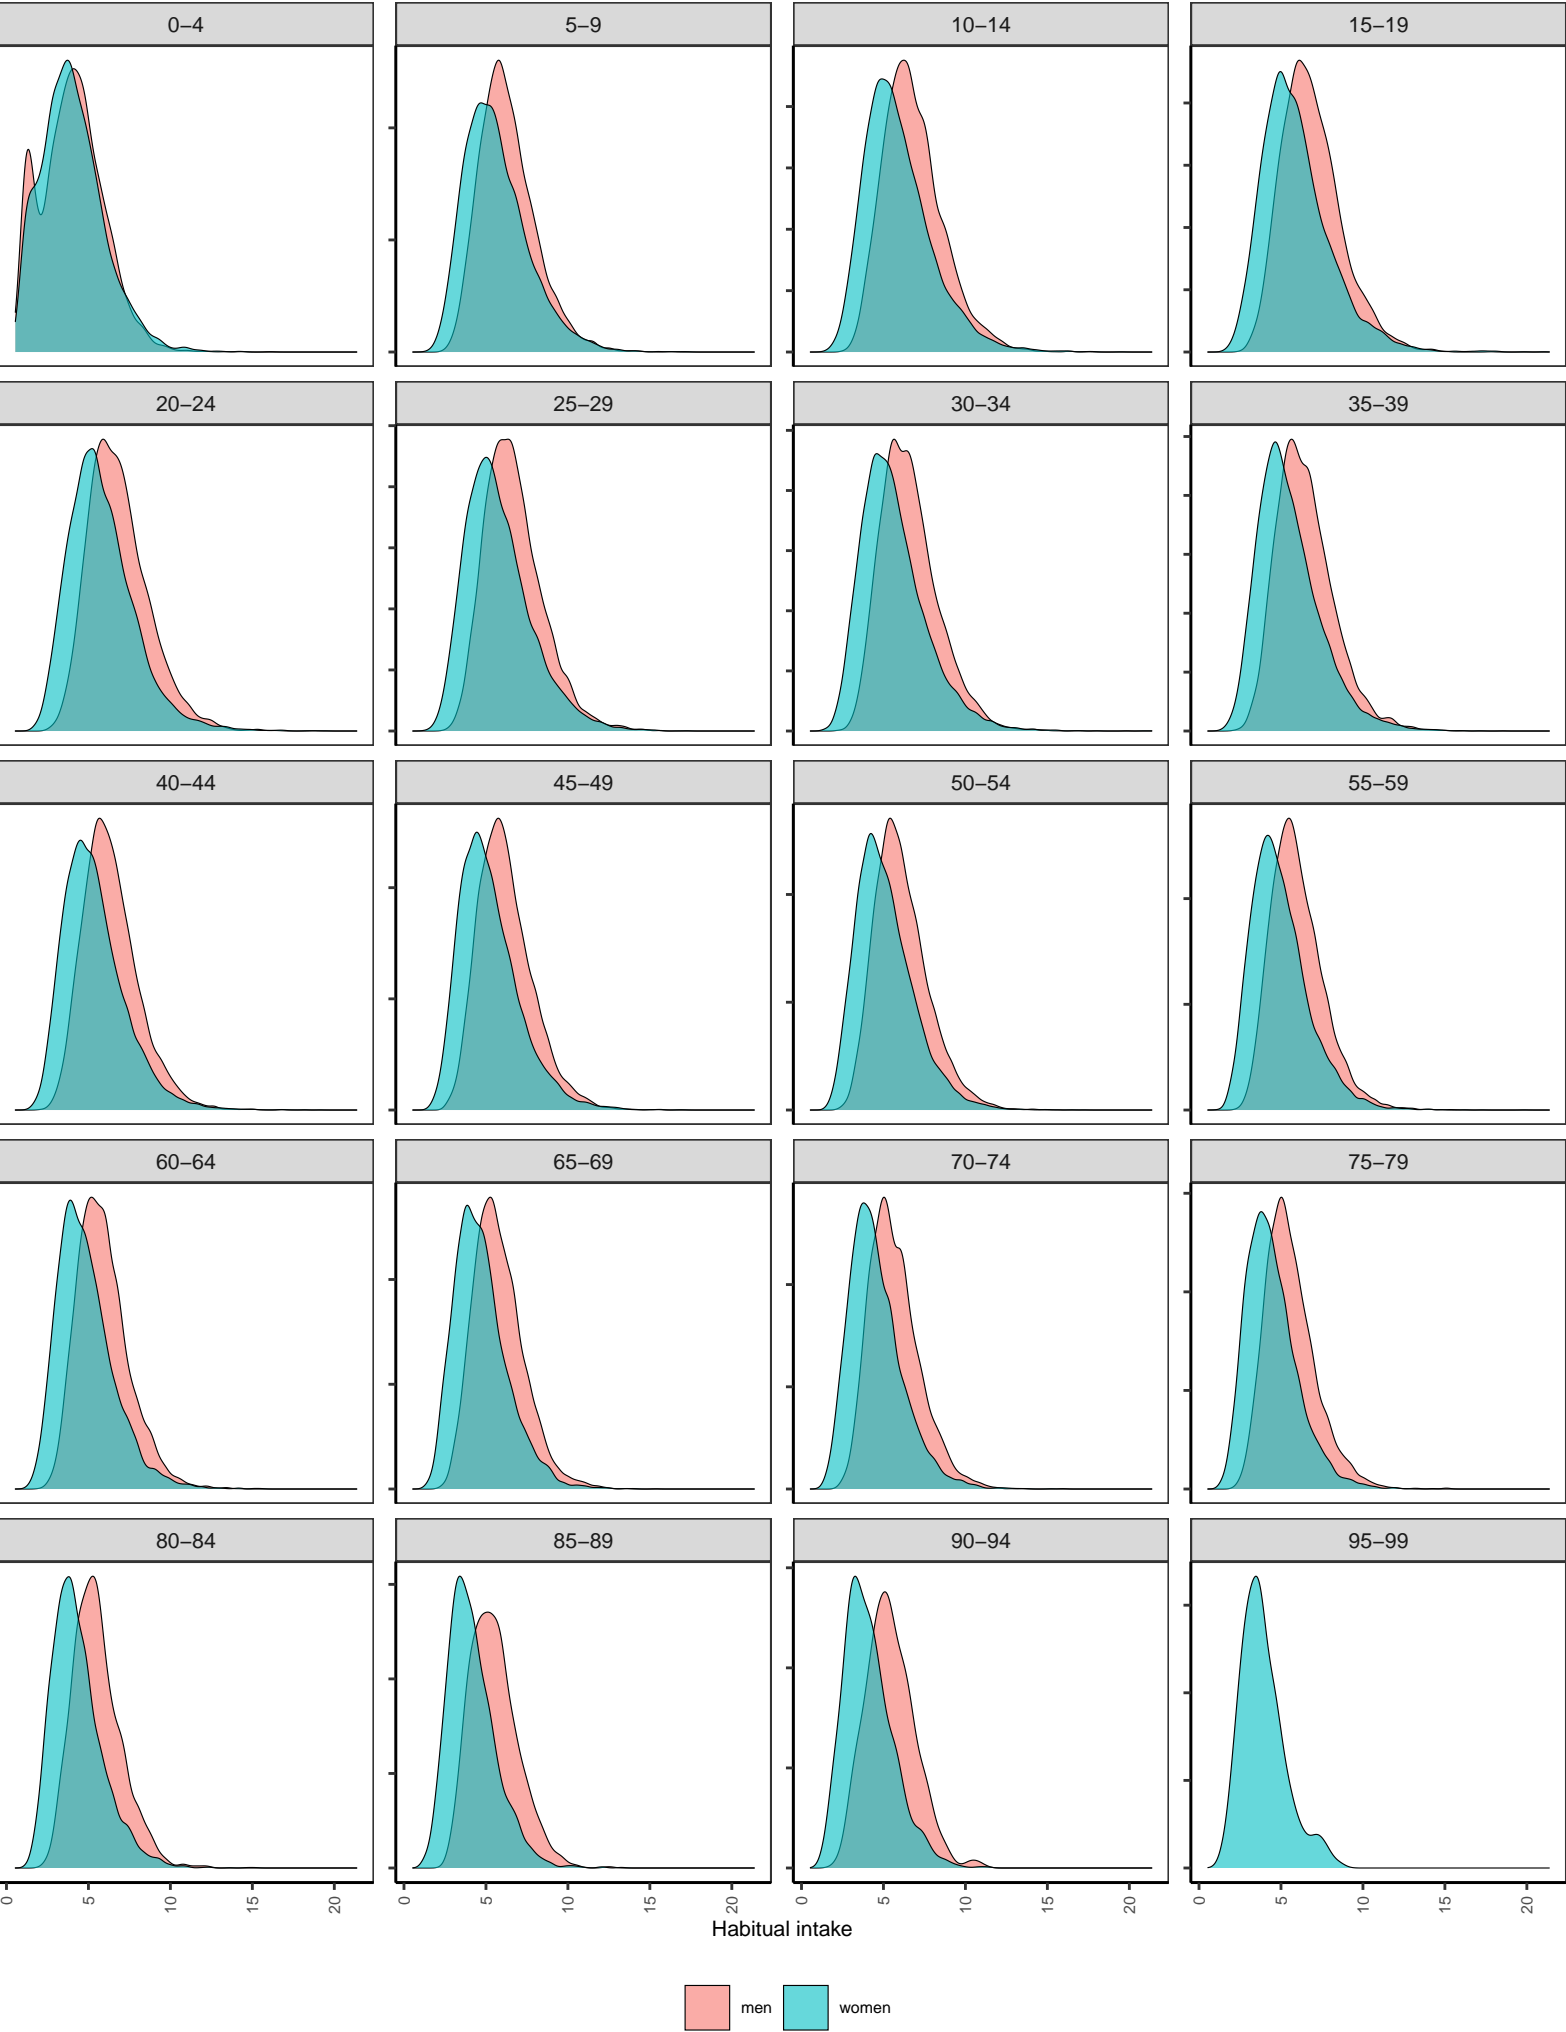 0–4 5–9 10–14 15–19
20–24 25–29 30–34 35–39
40–44 45–49 50–54 55–59
60–64 65–69 70–74 75–79
80–84 85–89 90–94 95–99
0 5 10 15 20 0 5 10 15 20 0 5 10 15 20 0 5 10 15 20
Habitual intake
men women